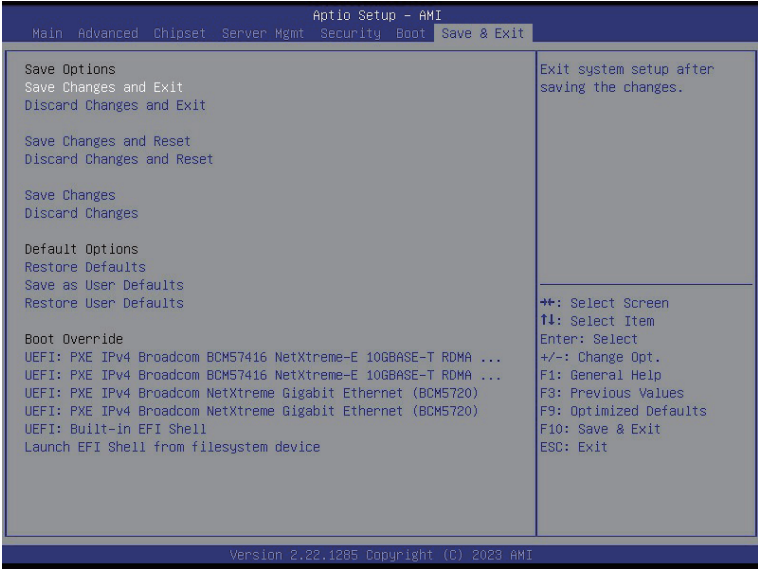 Aptio Setup – AMI
Main Advanced Chipset Server Mgmt Security Boot Save & Exit
Save Options
Save Changes and Exit
Discard Changes and Exit
Save Changes and Reset
Discard Changes and Reset
Save Changes
Discard Changes
Default Options
Restore Defaults
Save as User Defaults
Restore User Defaults
Boot Override
UEFI: PXE IPv4 Broadcom BCM57416 NetXtreme-E 10GBASE-T RDMA ...
UEFI: PXE IPv4 Broadcom BCM57416 NetXtreme-E 10GBASE-T RDMA ...
UEFI: PXE IPv4 Broadcom NetXtreme Gigabit Ethernet (BCM5720)
UEFI: PXE IPv4 Broadcom NetXtreme Gigabit Ethernet (BCM5720)
UEFI: Built-in EFI Shell
Launch EFI Shell from filesystem device
Exit system setup after
saving the changes.
→←: Select Screen
↑↓: Select Item
Enter: Select
+/-: Change Opt.
F1: General Help
F3: Previous Values
F9: Optimized Defaults
F10: Save & Exit
ESC: Exit
Version 2.22.1285 Copyright (C) 2023 AMI